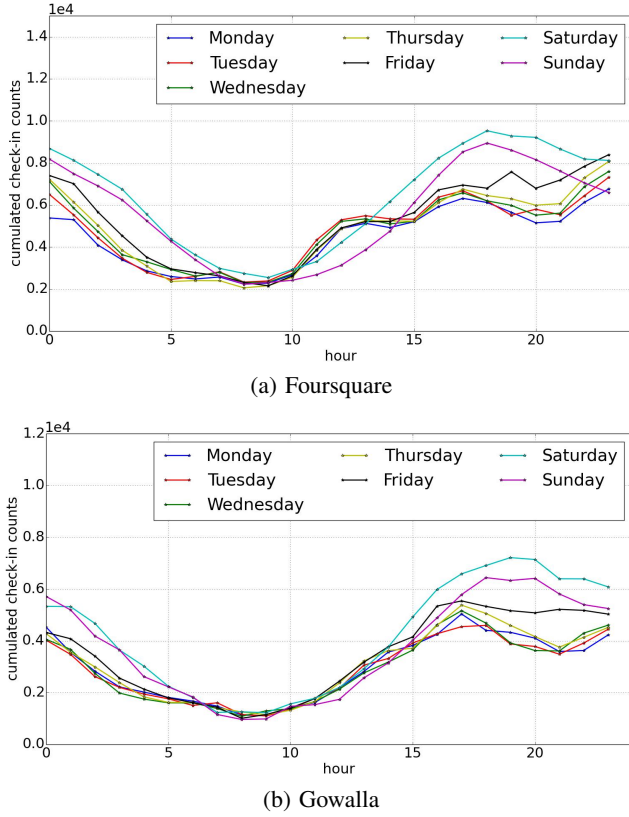 1e4
1.4
1.2
1.0
0.8
0.6
0.4
0.2
0.0
cumulated check-in counts
Monday Thursday Saturday
Tuesday Friday Sunday
Wednesday
0 5 10 15 20
hour
(a) Foursquare
1.2 1e4
1.0
0.8
0.6
0.4
0.2
0.0
cumulated check-in counts
Monday Thursday Saturday
Tuesday Friday Sunday
Wednesday
0 5 10 15 20
hour
(b) Gowalla